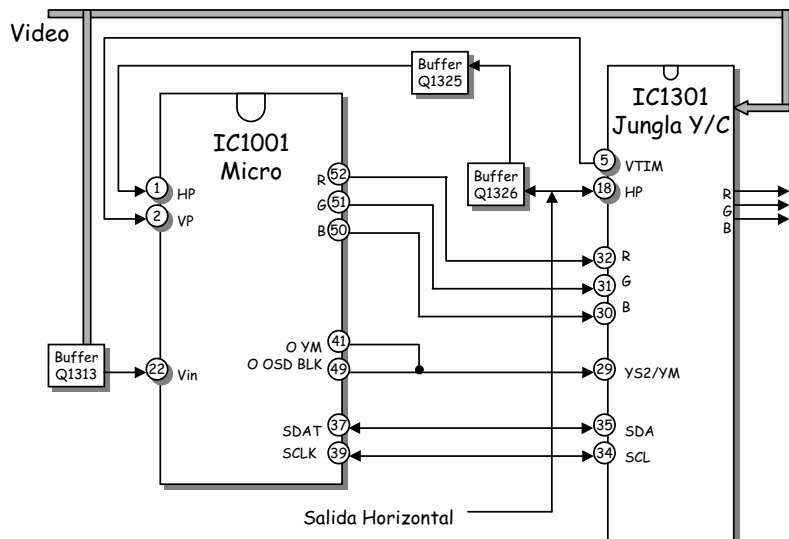 Video
Buffer
Q1325
IC1001
Micro
IC1301
Jungla Y/C
1 HP
2 VP
R 52
G 51
B 50
Buffer
Q1326
5 VTIM
18 HP
R
G
B
32 R
31 G
30 B
Buffer
Q1313
22 Vin
O YM 41
O OSD BLK 49
29 YS2/YM
SDAT 37
SCLK 39
35 SDA
34 SCL
Salida Horizontal